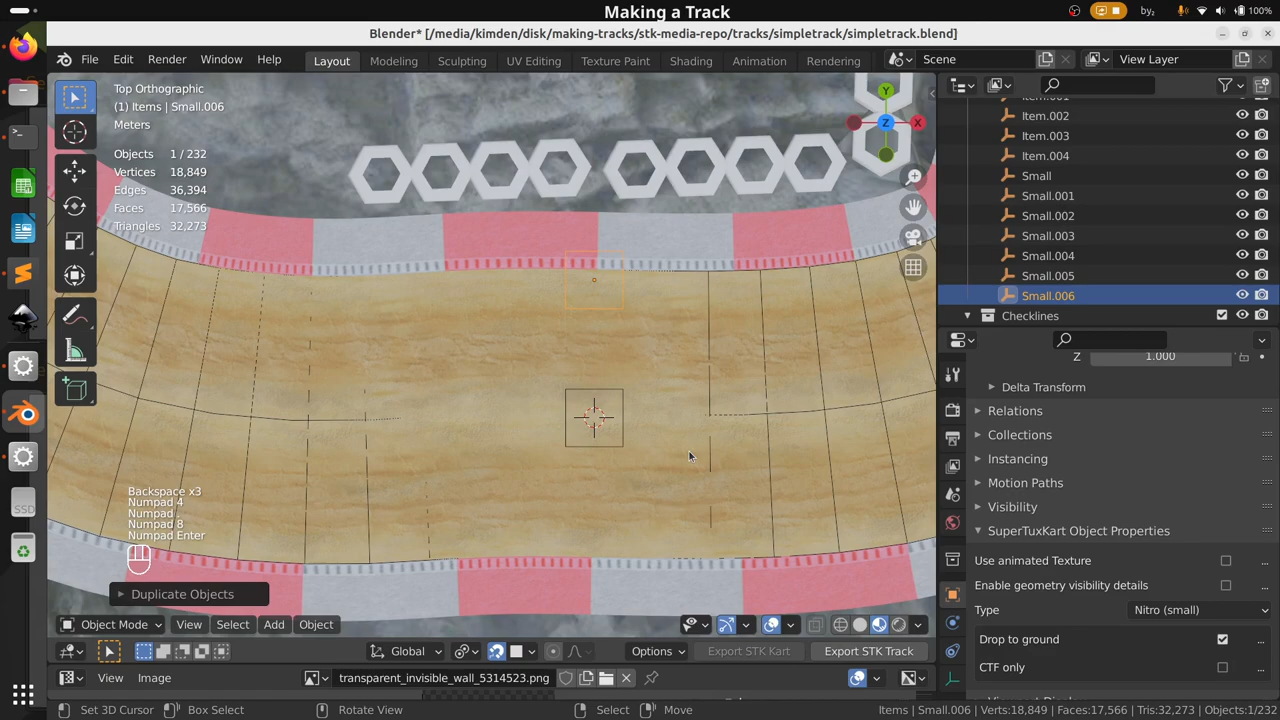 Making a Track
by₂
100%
Blender* [/media/kimden/disk/making-tracks/stk-media-repo/tracks/simpletrack/simpletrack.blend]
File Edit Render Window Help
Layout Modeling Sculpting UV Editing Texture Paint Shading Animation Rendering
Scene
View Layer
Top Orthographic
(1) Items | Small.006
Meters
Objects 1 / 232
Vertices 18,849
Edges 36,394
Faces 17,566
Triangles 32,273
Y
Z
X
Item.002
Item.003
Item.004
Small
Small.001
Small.002
Small.003
Small.004
Small.005
Small.006
Checklines
Z 1.000
Delta Transform
Relations
Collections
Instancing
Motion Paths
Visibility
SuperTuxKart Object Properties
Use animated Texture ...
Enable geometry visibility details ...
Type Nitro (small) ...
Drop to ground ...
CTF only ...
Backspace x3
Numpad 4
Numpad .
Numpad 8
Numpad Enter
Duplicate Objects
Object Mode View Select Add Object
Global
Options
Export STK Kart
Export STK Track
View Image
transparent_invisible_wall_5314523.png
SSD
Set 3D Cursor
Box Select
Rotate View
Select
Move
Items | Small.006 | Verts:18,849 | Faces:17,566 | Tris:32,273 | Objects:1/232